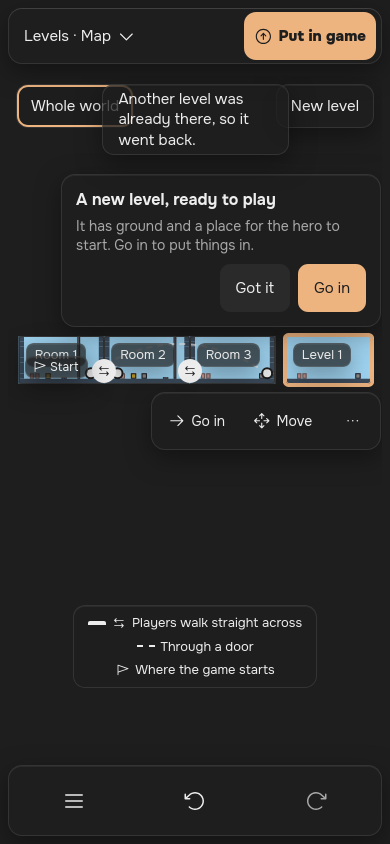 Levels · Map
Put in game
Whole world
Another level was
already there, so it
went back.
New level
A new level, ready to play
It has ground and a place for the hero to
start. Go in to put things in.
Got it
Go in
Room 1
Start
Room 2
Room 3
Level 1
Go in
Move
...
Players walk straight across
Through a door
Where the game starts